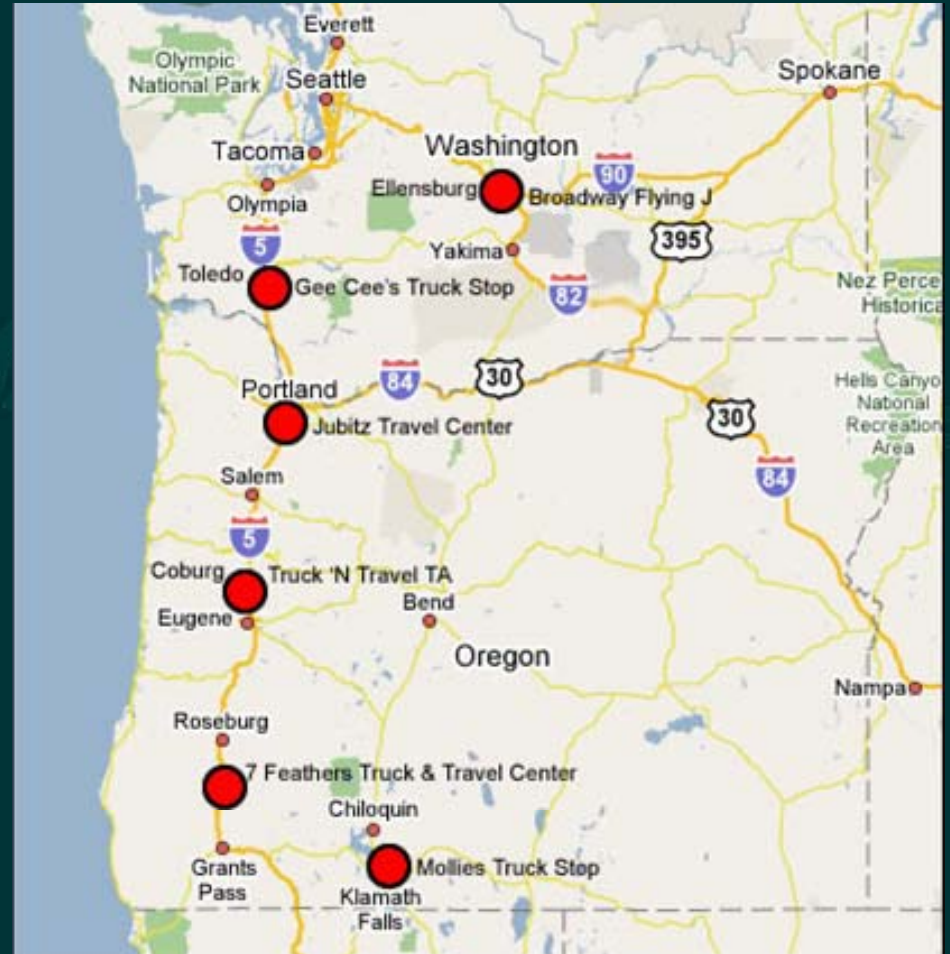 Everett
Olympic
National Park
Seattle
Spokane
Tacoma
Washington
90
Ellensburg
Broadway Flying J
Olympia
395
5
Yakima
Toledo
Gee Cee's Truck Stop
82
Nez Perce
Historica
84
30
Portland
Hells Canyo
National
Recreation
Area
Jubitz Travel Center
30
Salem
84
5
Coburg
Truck 'N Travel TA
Bend
Eugene
Oregon
Nampa
Roseburg
7 Feathers Truck & Travel Center
Chiloquin
Grants
Pass
Mollies Truck Stop
Klamath
Falls